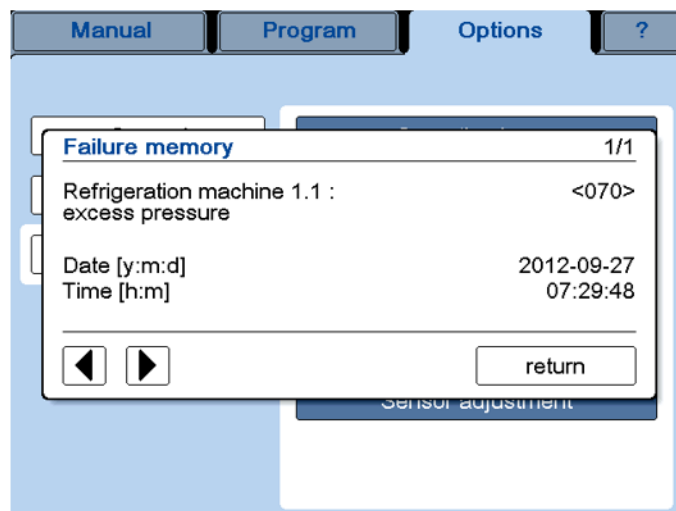 Manual Program Options ?
Failure memory 1/1
Refrigeration machine 1.1 : <070>
excess pressure
Date [y:m:d] 2012-09-27
Time [h:m] 07:29:48
return
Sensor adjustment